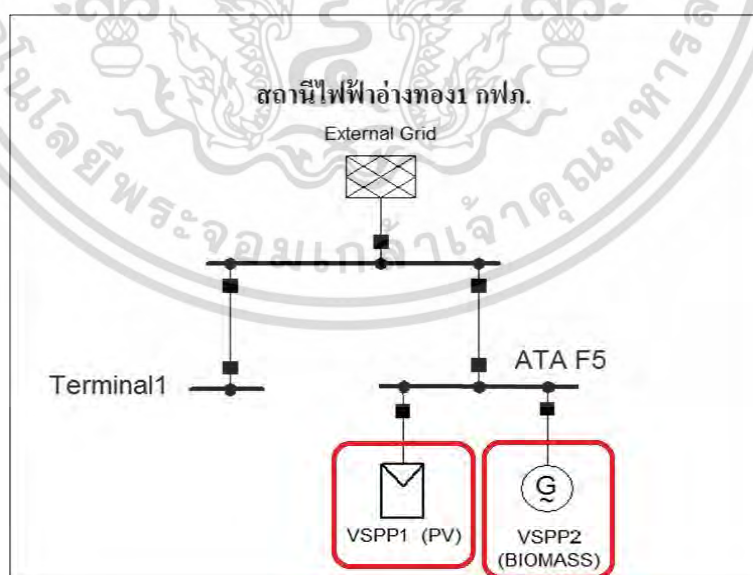 สถานีไฟฟ้าอ่างทอง1 กฟภ.
External Grid
Terminal1
ATA F5
G
VSPP1 (PV)
VSPP2
(BIOMASS)